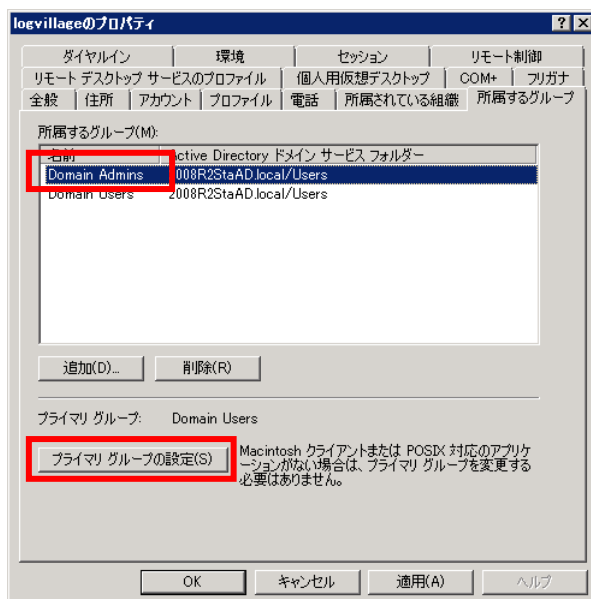 logvillageのプロパティ
ダイヤルイン 環境 セッション リモート制御
リモート デスクトップ サービスのプロファイル 個人用仮想デスクトップ COM+ フリガナ
全般 住所 アカウント プロファイル 電話 所属されている組織 所属するグループ
所属するグループ(M):
名前 Active Directory ドメイン サービス フォルダー
Domain Admins 2008R2StaAD.local/Users
Domain Users 2008R2StaAD.local/Users
追加(D)... 削除(R)
プライマリ グループ: Domain Users
プライマリ グループの設定(S)
Macintosh クライアントまたは POSIX 対応のアプリケ
ーションがない場合は、プライマリ グループを変更する
必要はありません。
OK キャンセル 適用(A) ヘルプ